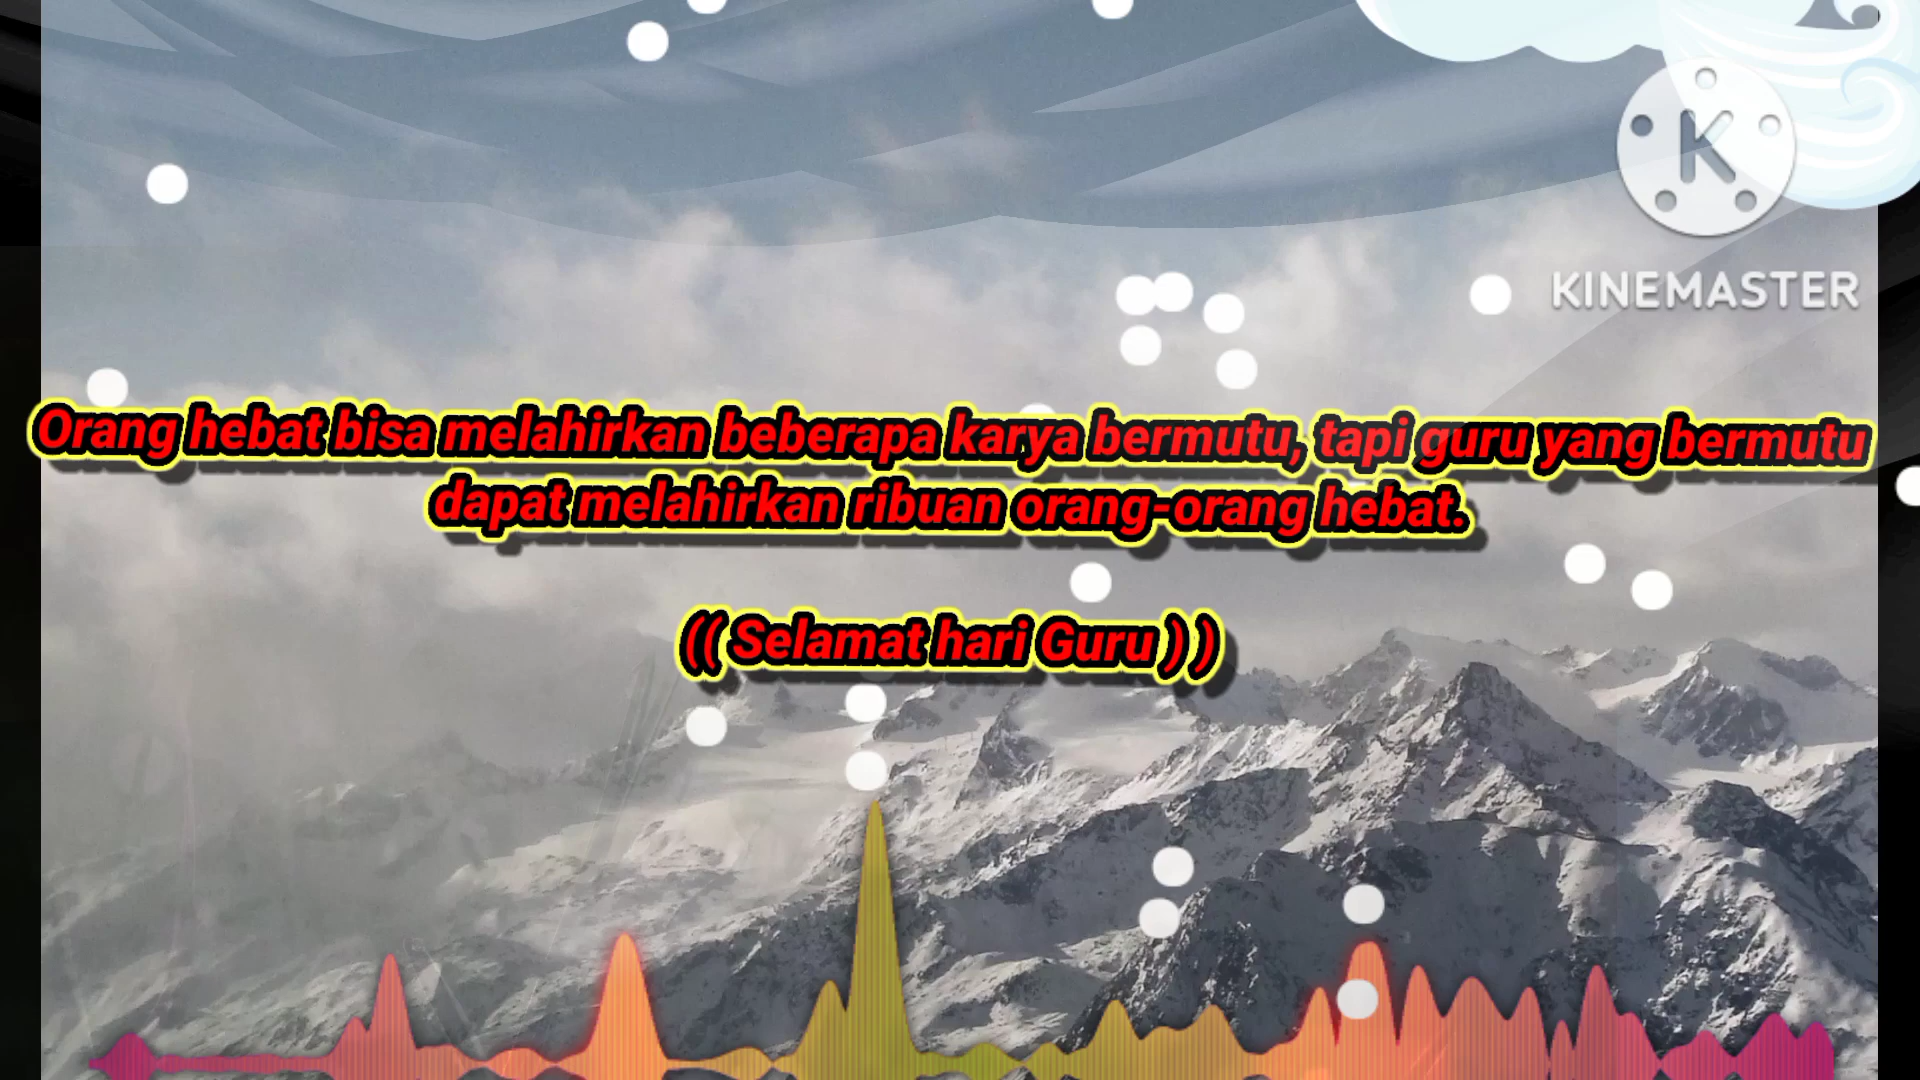 K
KINEMASTER
Orang hebat bisa melahirkan beberapa karya bermutu, tapi guru yang bermutu
dapat melahirkan ribuan orang-orang hebat.
(( Selamat hari Guru ) )